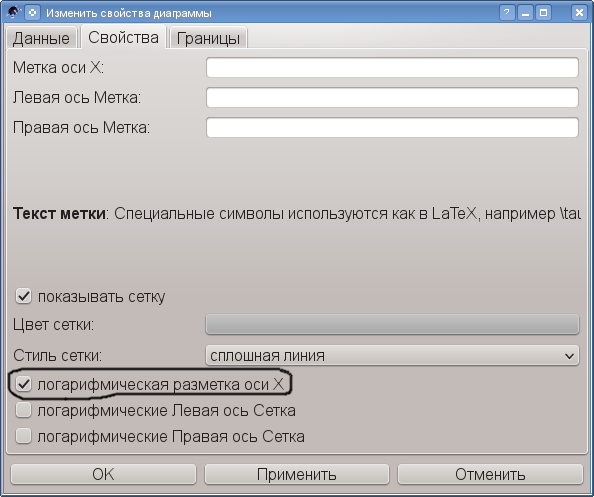 Изменить свойства диаграммы
Данные Свойства Границы
Метка оси X:
Левая ось Метка:
Правая ось Метка:
Текст метки: Специальные символы используются как в LaTeX, например \tau
показывать сетку
Цвет сетки:
Стиль сетки: сплошная линия
логарифмическая разметка оси X
логарифмические Левая ось Сетка
логарифмические Правая ось Сетка
OK Применить Отменить